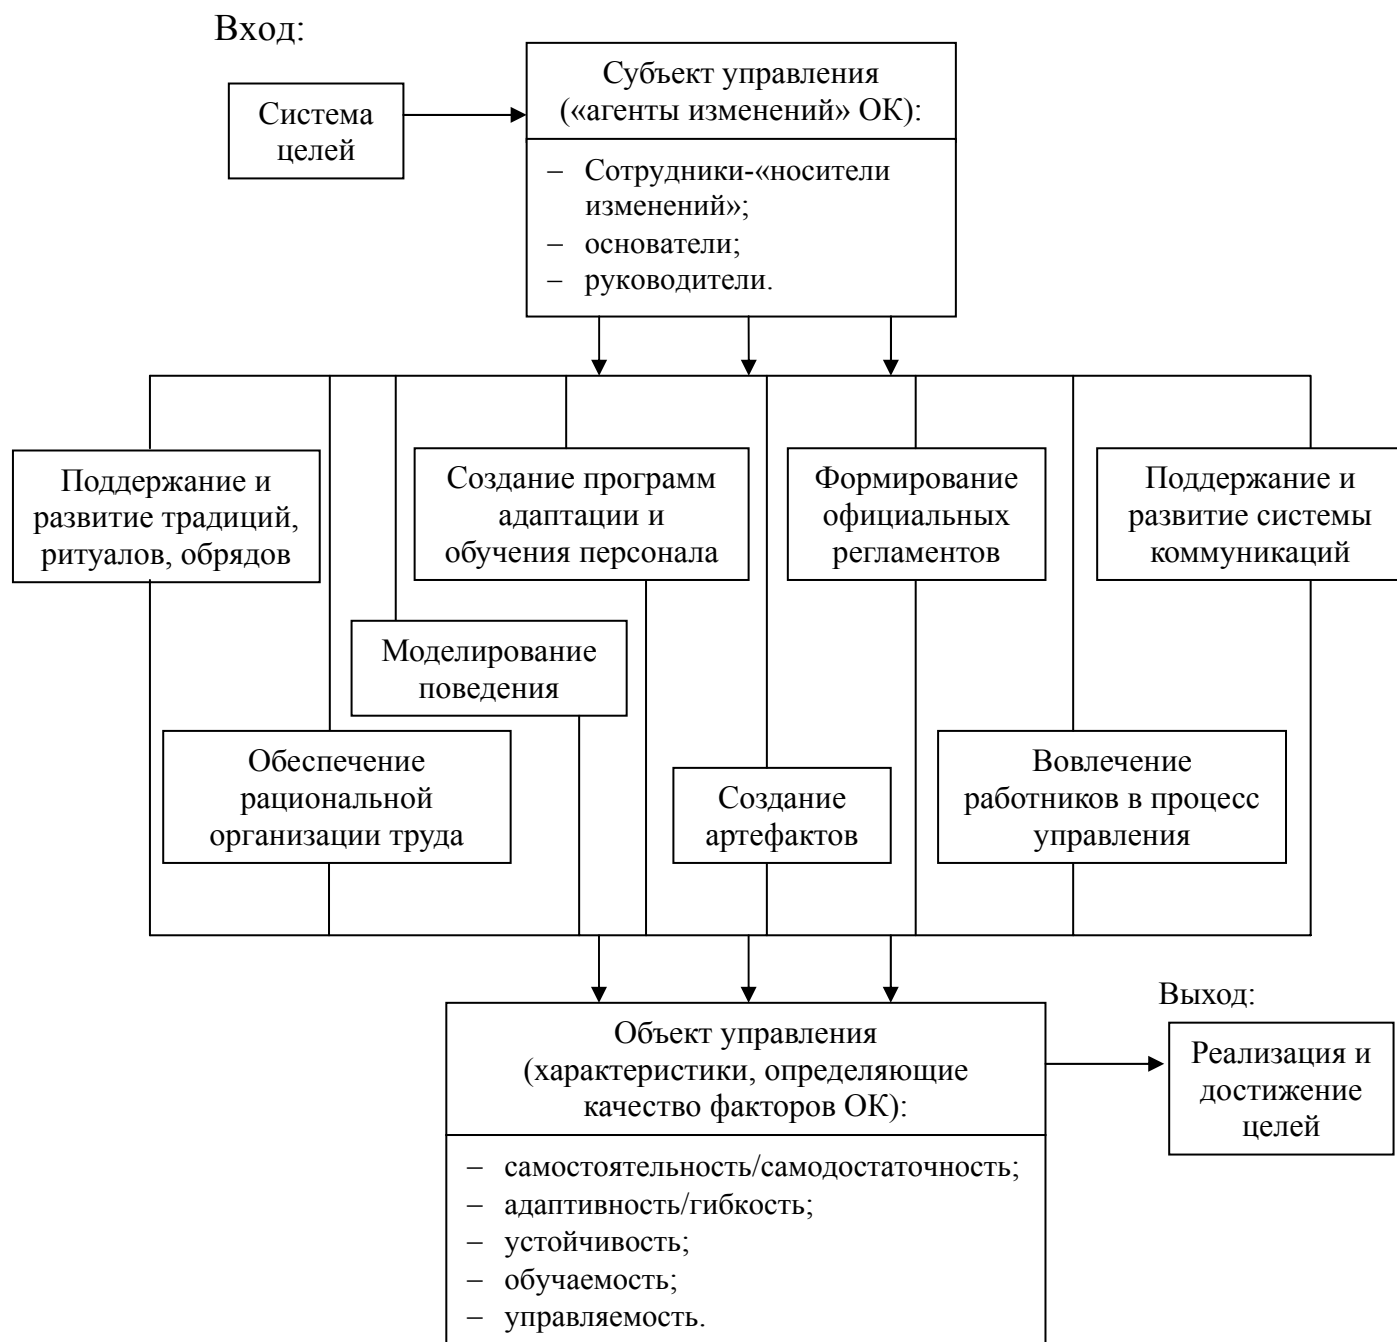 Вход:
Система
целей
Субъект управления
(«агенты изменений» ОК):
– Сотрудники-«носители
изменений»;
– основатели;
– руководители.
Поддержание и
развитие традиций,
ритуалов, обрядов
Создание программ
адаптации и
обучения персонала
Формирование
официальных
регламентов
Поддержание и
развитие системы
коммуникаций
Моделирование
поведения
Обеспечение
рациональной
организации труда
Создание
артефактов
Вовлечение
работников в процесс
управления
Объект управления
(характеристики, определяющие
качество факторов ОК):
– самостоятельность/самодостаточность;
– адаптивность/гибкость;
– устойчивость;
– обучаемость;
– управляемость.
Выход:
Реализация и
достижение
целей